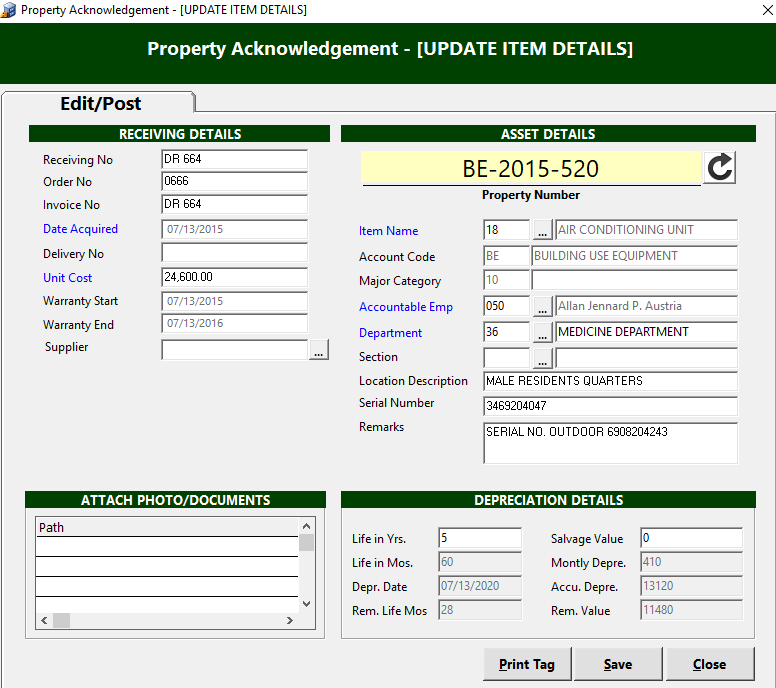 Property Acknowledgement - [UPDATE ITEM DETAILS]
Property Acknowledgement - [UPDATE ITEM DETAILS]
Edit/Post
RECEIVING DETAILS
Receiving No DR 664
Order No 0666
Invoice No DR 664
Date Acquired 07/13/2015
Delivery No
Unit Cost 24,600.00
Warranty Start 07/13/2015
Warranty End 07/13/2016
Supplier ...
ASSET DETAILS
BE-2015-520
Property Number
Item Name 18 ... AIR CONDITIONING UNIT
Account Code BE BUILDING USE EQUIPMENT
Major Category 10
Accountable Emp 050 ... Allan Jennard P. Austria
Department 36 ... MEDICINE DEPARTMENT
Section ...
Location Description MALE RESIDENTS QUARTERS
Serial Number 3469204047
Remarks SERIAL NO. OUTDOOR 6908204243
ATTACH PHOTO/DOCUMENTS
Path
DEPRECIATION DETAILS
Life in Yrs. 5 Salvage Value 0
Life in Mos. 60 Montly Depre. 410
Depr. Date 07/13/2020 Accu. Depre. 13120
Rem. Life Mos 28 Rem. Value 11480
Print Tag Save Close